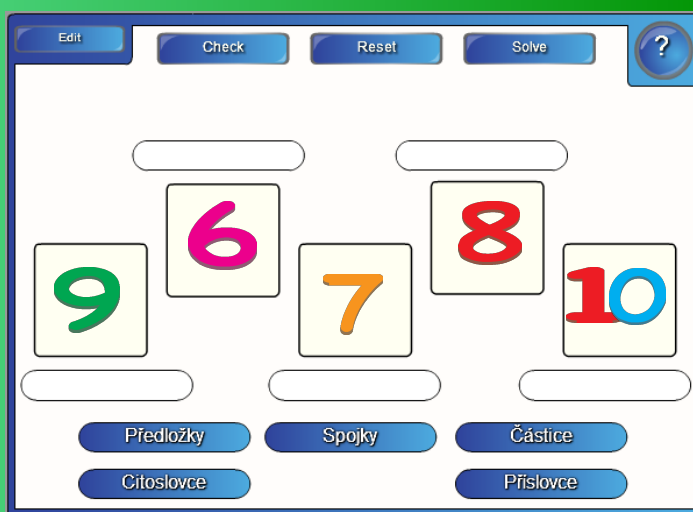 Edit
Check
Reset
Solve
?
6
8
9
7
10
Předložky
Spojky
Částice
Citoslovce
Příslovce